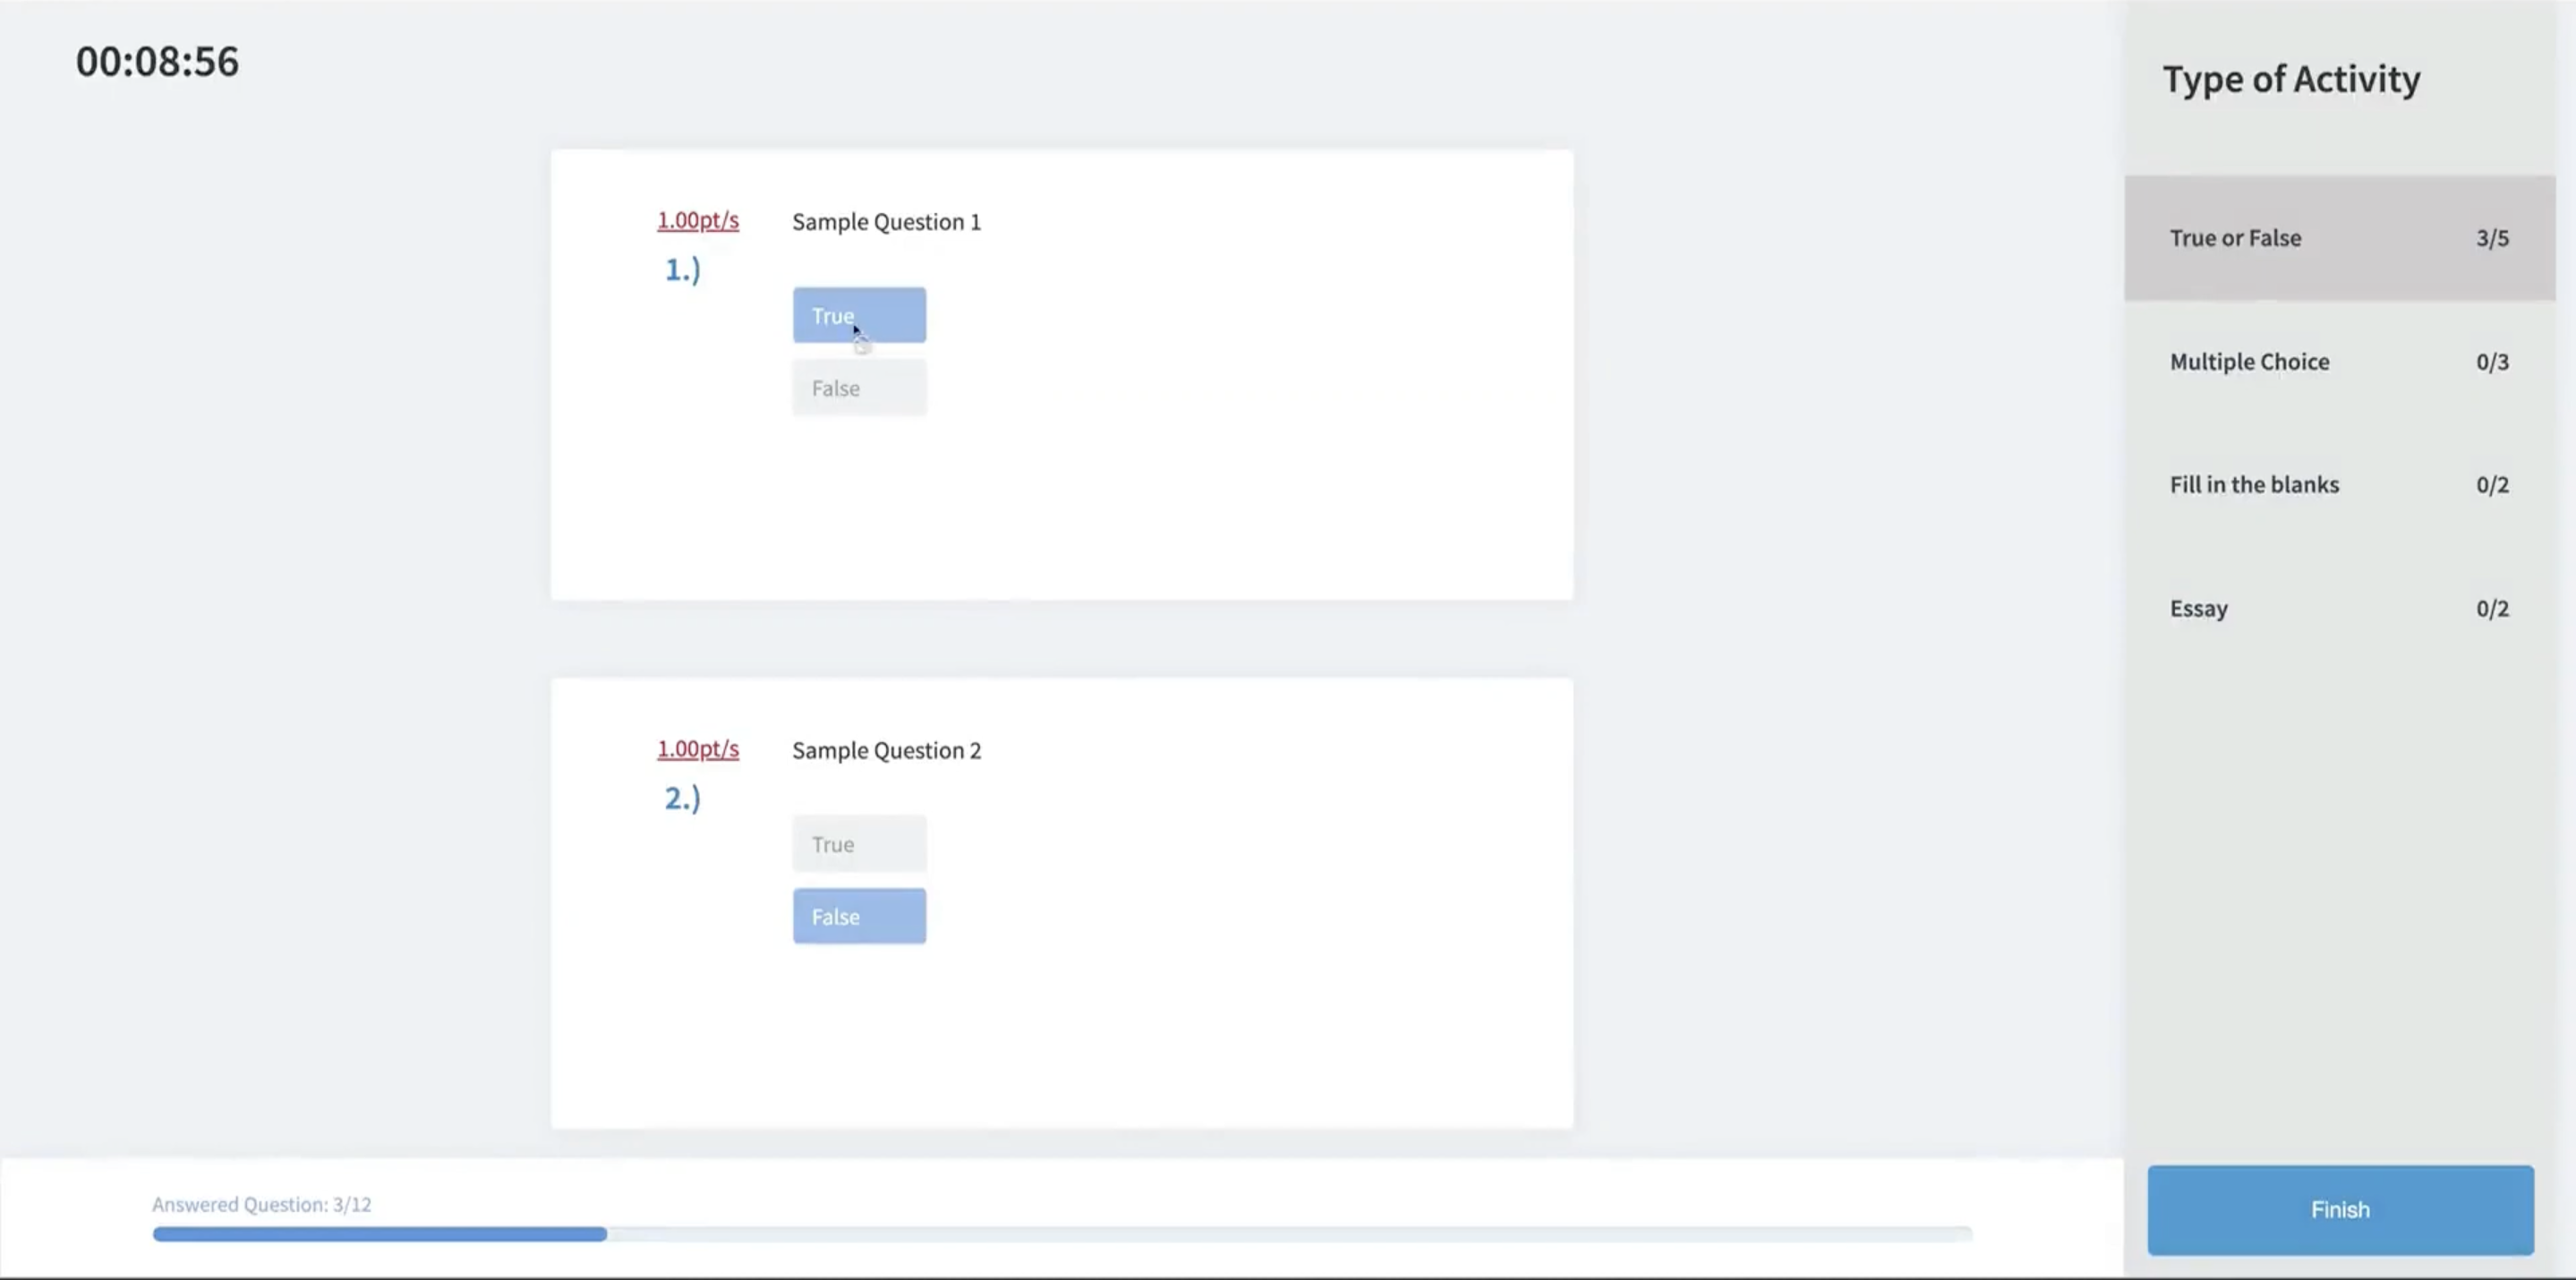 00:08:56
Type of Activity
1.00pt/s Sample Question 1
1.)
True
False
True or False 3/5
Multiple Choice 0/3
Fill in the blanks 0/2
Essay 0/2
1.00pt/s Sample Question 2
2.)
True
False
Answered Question: 3/12
Finish